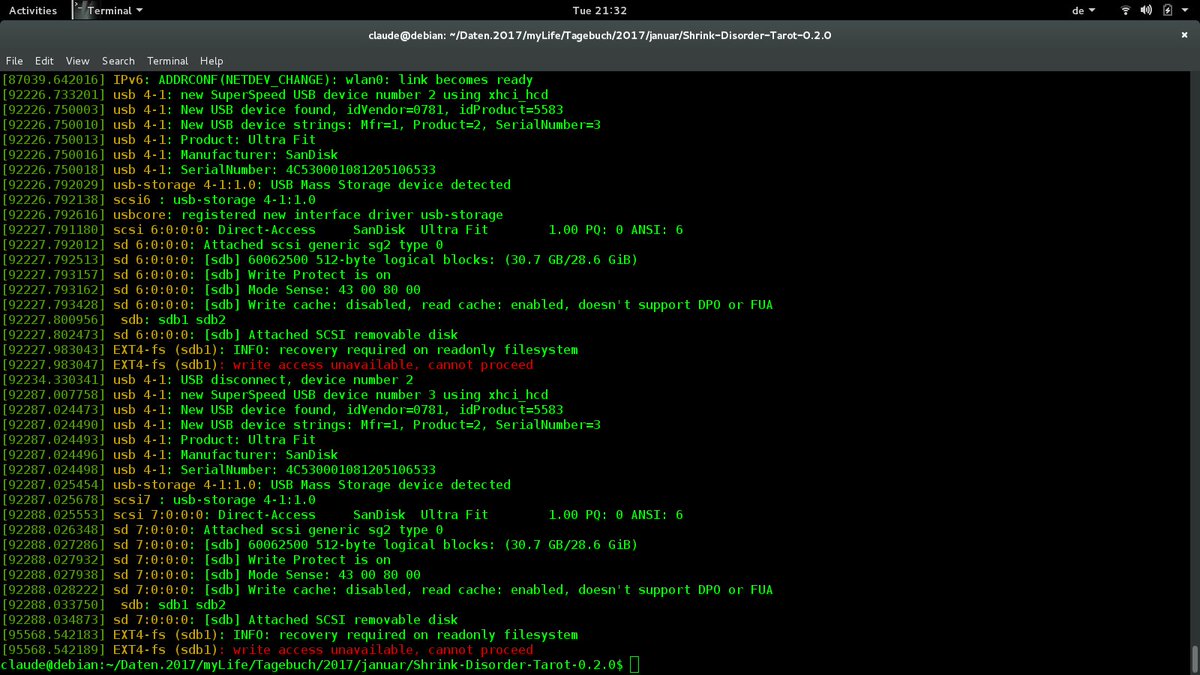 Activities Terminal Tue 21:32 de
claude@debian: ~/Daten.2017/myLife/Tagebuch/2017/januar/Shrink-Disorder-Tarot-0.2.0
File Edit View Search Terminal Help
[87039.642016] IPv6: ADDRCONF(NETDEV_CHANGE): wlan0: link becomes ready
[92226.733201] usb 4-1: new SuperSpeed USB device number 2 using xhci_hcd
[92226.750003] usb 4-1: New USB device found, idVendor=0781, idProduct=5583
[92226.750010] usb 4-1: New USB device strings: Mfr=1, Product=2, SerialNumber=3
[92226.750013] usb 4-1: Product: Ultra Fit
[92226.750016] usb 4-1: Manufacturer: SanDisk
[92226.750018] usb 4-1: SerialNumber: 4C530001081205106533
[92226.792029] usb-storage 4-1:1.0: USB Mass Storage device detected
[92226.792138] scsi6 : usb-storage 4-1:1.0
[92226.792616] usbcore: registered new interface driver usb-storage
[92227.791180] scsi 6:0:0:0: Direct-Access     SanDisk  Ultra Fit        1.00 PQ: 0 ANSI: 6
[92227.792012] sd 6:0:0:0: Attached scsi generic sg2 type 0
[92227.792513] sd 6:0:0:0: [sdb] 60062500 512-byte logical blocks: (30.7 GB/28.6 GiB)
[92227.793157] sd 6:0:0:0: [sdb] Write Protect is on
[92227.793162] sd 6:0:0:0: [sdb] Mode Sense: 43 00 80 00
[92227.793428] sd 6:0:0:0: [sdb] Write cache: disabled, read cache: enabled, doesn't support DPO or FUA
[92227.800956]  sdb: sdb1 sdb2
[92227.802473] sd 6:0:0:0: [sdb] Attached SCSI removable disk
[92227.983043] EXT4-fs (sdb1): INFO: recovery required on readonly filesystem
[92227.983047] EXT4-fs (sdb1): write access unavailable, cannot proceed
[92234.330341] usb 4-1: USB disconnect, device number 2
[92287.007758] usb 4-1: new SuperSpeed USB device number 3 using xhci_hcd
[92287.024473] usb 4-1: New USB device found, idVendor=0781, idProduct=5583
[92287.024490] usb 4-1: New USB device strings: Mfr=1, Product=2, SerialNumber=3
[92287.024493] usb 4-1: Product: Ultra Fit
[92287.024496] usb 4-1: Manufacturer: SanDisk
[92287.024498] usb 4-1: SerialNumber: 4C530001081205106533
[92287.025454] usb-storage 4-1:1.0: USB Mass Storage device detected
[92287.025678] scsi7 : usb-storage 4-1:1.0
[92288.025553] scsi 7:0:0:0: Direct-Access     SanDisk  Ultra Fit        1.00 PQ: 0 ANSI: 6
[92288.026348] sd 7:0:0:0: Attached scsi generic sg2 type 0
[92288.027286] sd 7:0:0:0: [sdb] 60062500 512-byte logical blocks: (30.7 GB/28.6 GiB)
[92288.027932] sd 7:0:0:0: [sdb] Write Protect is on
[92288.027938] sd 7:0:0:0: [sdb] Mode Sense: 43 00 80 00
[92288.028222] sd 7:0:0:0: [sdb] Write cache: disabled, read cache: enabled, doesn't support DPO or FUA
[92288.033750]  sdb: sdb1 sdb2
[92288.034873] sd 7:0:0:0: [sdb] Attached SCSI removable disk
[95568.542183] EXT4-fs (sdb1): INFO: recovery required on readonly filesystem
[95568.542189] EXT4-fs (sdb1): write access unavailable, cannot proceed
claude@debian:~/Daten.2017/myLife/Tagebuch/2017/januar/Shrink-Disorder-Tarot-0.2.0$